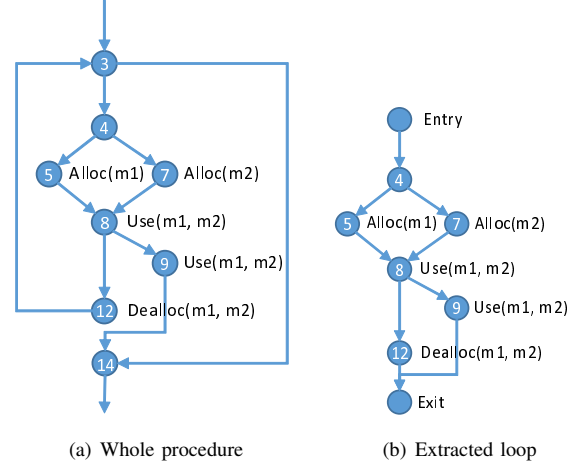 3
4
5 Alloc(m1) 7 Alloc(m2)
8 Use(m1, m2)
9 Use(m1, m2)
12 Dealloc(m1, m2)
14
(a) Whole procedure
Entry
4
5 Alloc(m1) 7 Alloc(m2)
8 Use(m1, m2)
9 Use(m1, m2)
12 Dealloc(m1, m2)
Exit
(b) Extracted loop